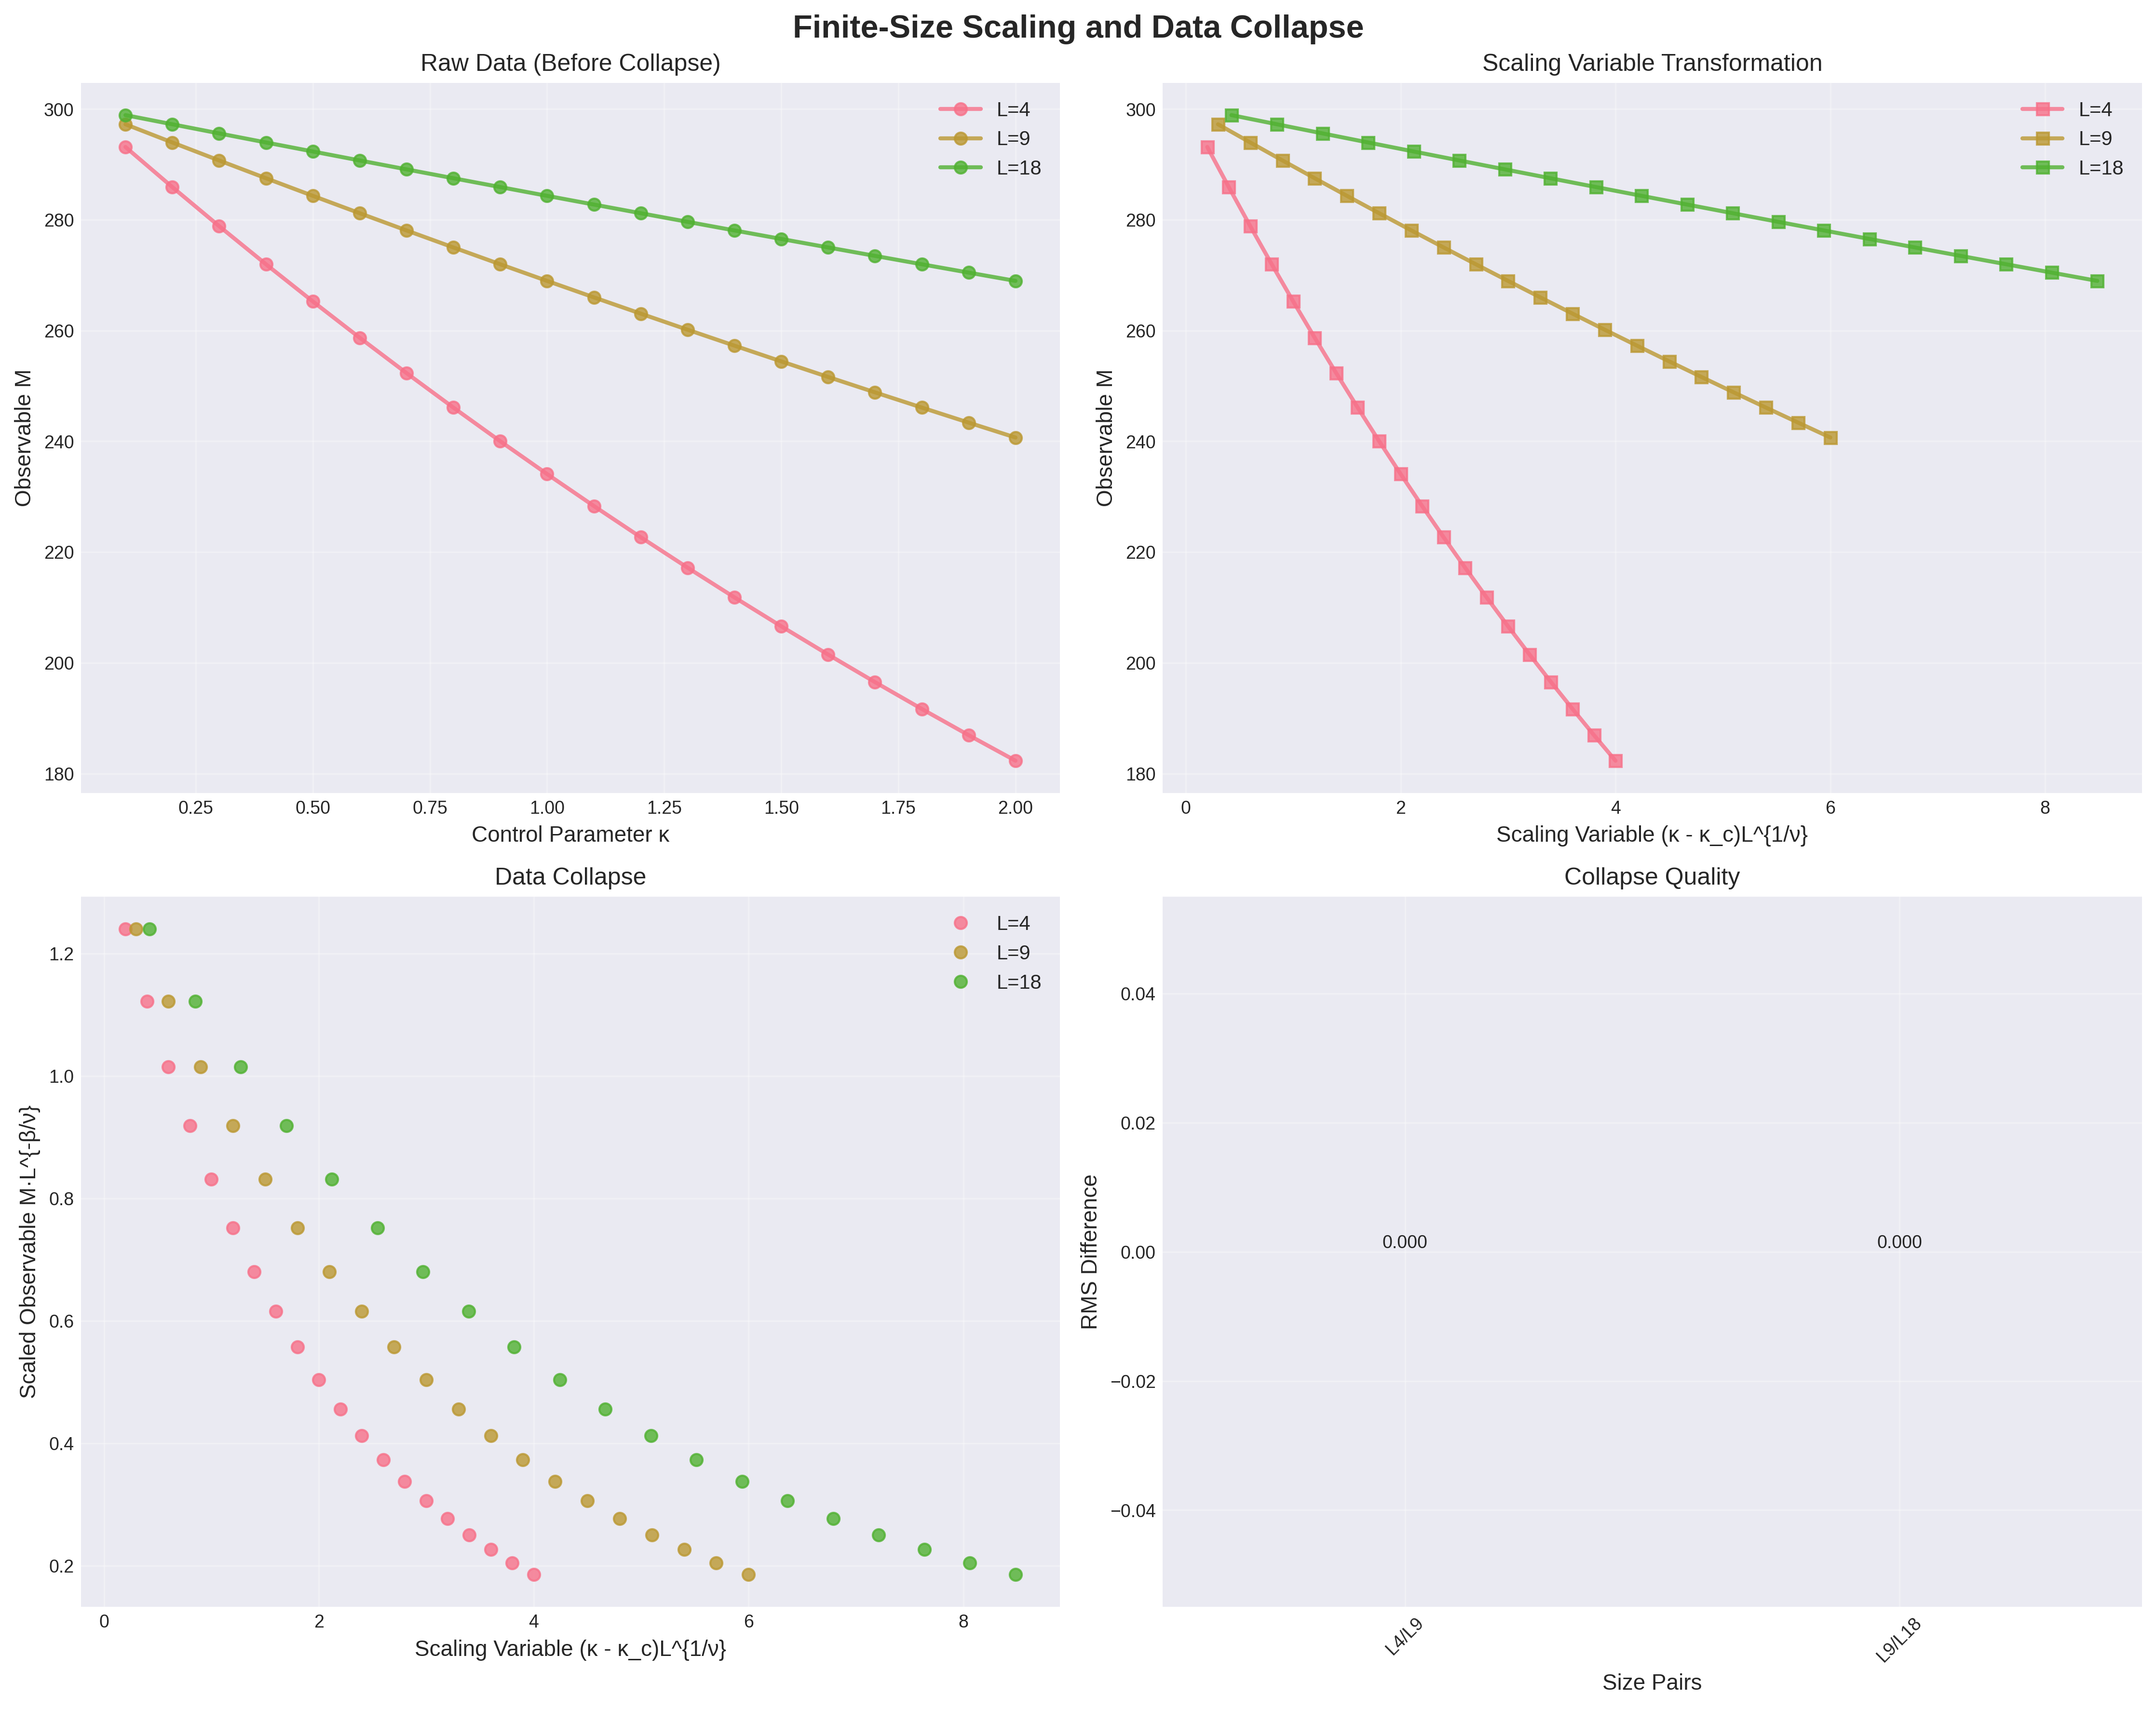 Finite-Size Scaling and Data Collapse
Raw Data (Before Collapse)
300
280
260
240
220
200
180
Observable M
L=4
L=9
L=18
0.25 0.50 0.75 1.00 1.25 1.50 1.75 2.00
Control Parameter κ
Scaling Variable Transformation
300
280
260
240
220
200
180
Observable M
L=4
L=9
L=18
0 2 4 6 8
Scaling Variable (κ - κ_c)L^{1/ν}
Data Collapse
1.2
1.0
0.8
0.6
0.4
0.2
Scaled Observable M·L^{-β/ν}
L=4
L=9
L=18
0 2 4 6 8
Scaling Variable (κ - κ_c)L^{1/ν}
Collapse Quality
0.04
0.02
0.00
−0.02
−0.04
RMS Difference
0.000 0.000
L4/L9 L9/L18
Size Pairs